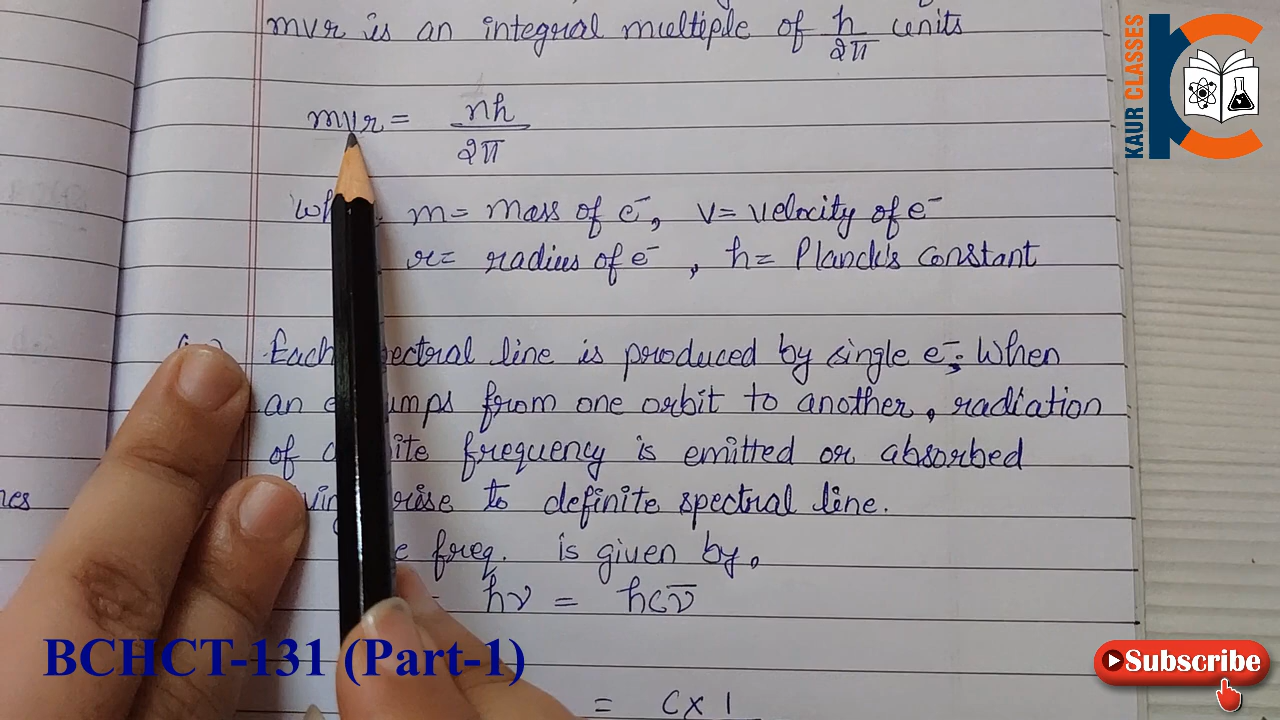 mvr is an integral multiple of h/2π units
mvr = nh/2π
m = mass of e⁻, v = velocity of e⁻
r = radius of e⁻, h = Planck's constant
Each spectral line is produced by single e⁻; When
an jumps from one orbit to another, radiation
of frequency is emitted or absorbed
rise to definite spectral line.
freq. is given by,
hν = hcν̅
= c × 1
KAUR CLASSES
BCHCT-131 (Part-1)
Subscribe